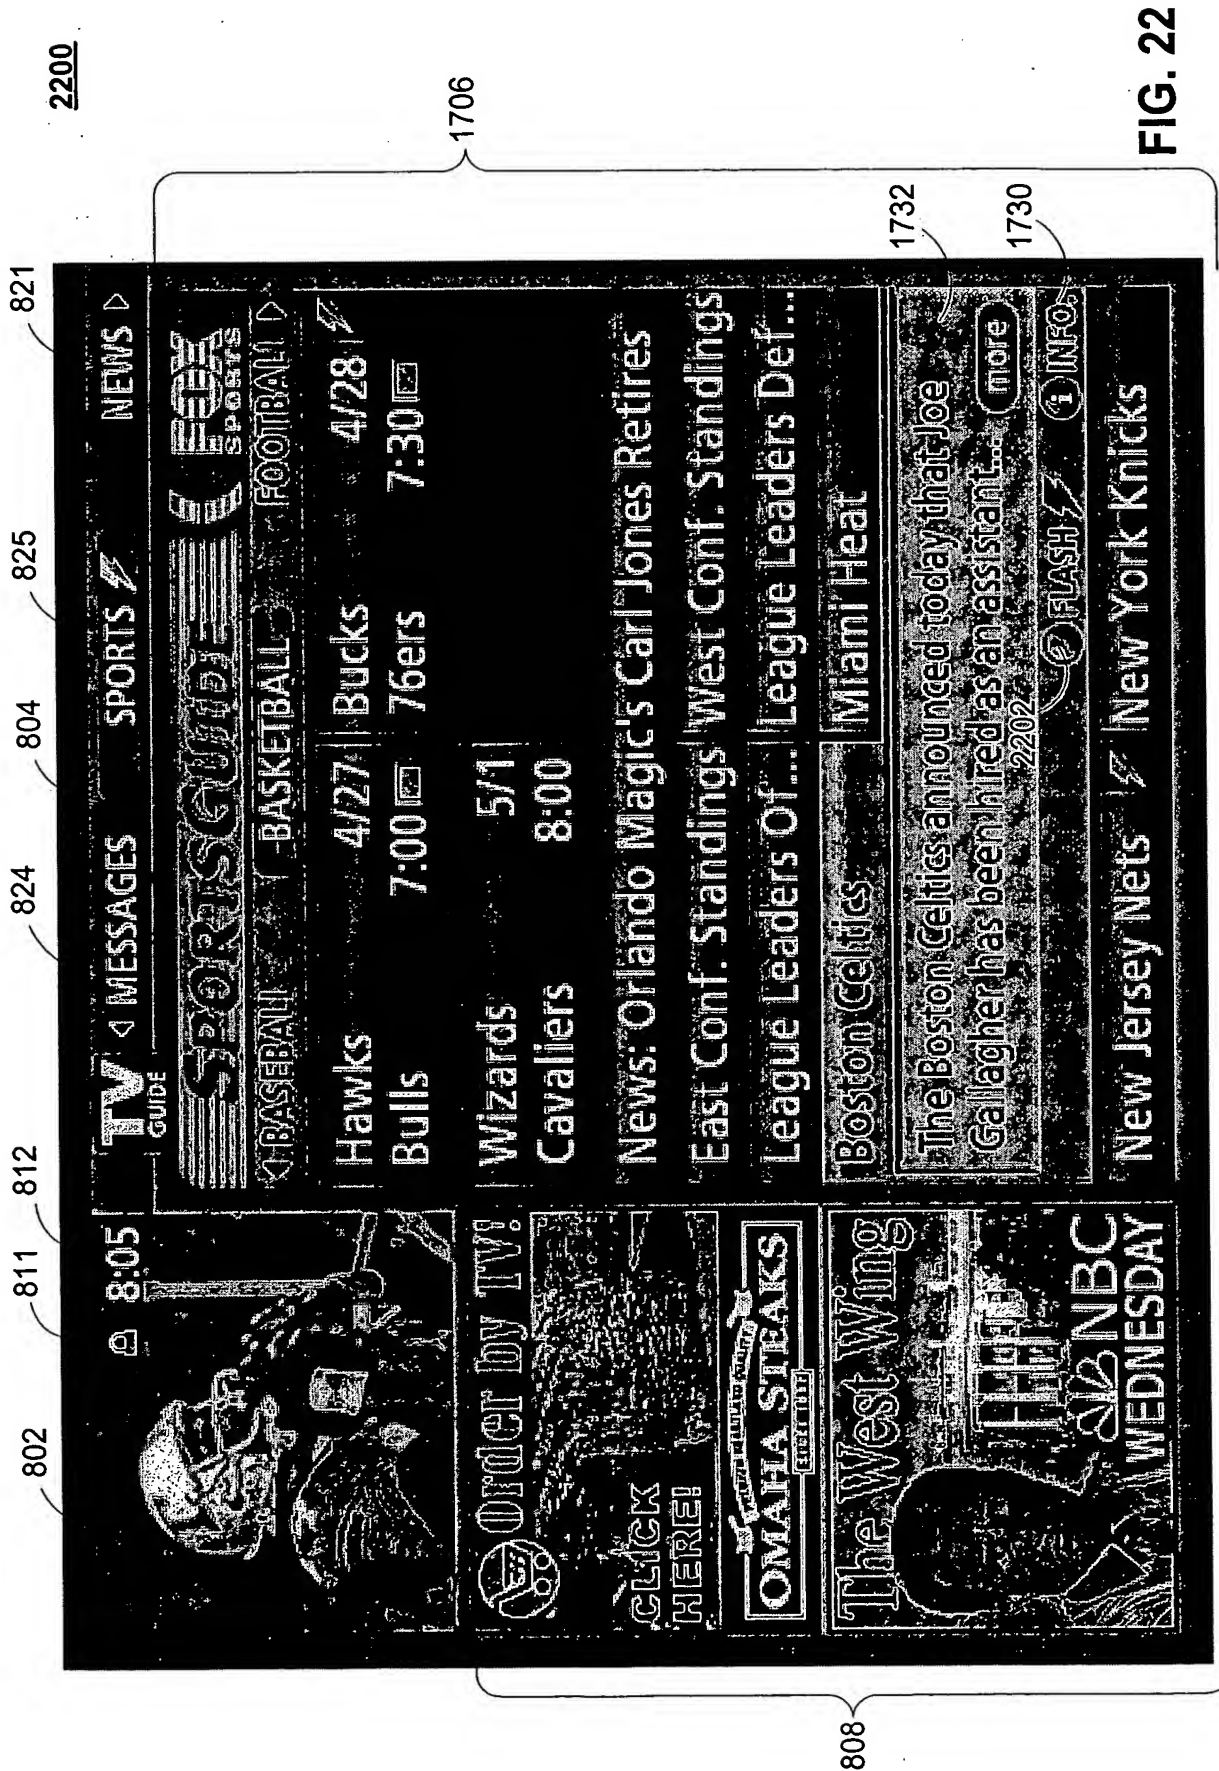 2200
802
811
812
824
804
825
821
8:05
TV
GUIDE
◁ MESSAGES
SPORTS
NEWS ▷
SPORTSGUIDE
FOX
SPORTS
◁ BASEBALL
BASKETBALL
FOOTBALL ▷
Hawks 4/27
Bulls 7:00
Bucks 4/28
76ers 7:30
Wizards 5/1
Cavaliers 8:00
News: Orlando Magic's Carl Jones Retires
East Conf. Standings
West Conf. Standings
League Leaders Of...
League Leaders Def...
Boston Celtics
Miami Heat
The Boston Celtics announced today that Joe
Gallagher has been hired as an assistant...
more
2202
FLASH
i INFO
New Jersey Nets
New York Knicks
Order by TV!
CLICK
HERE!
OMAHA STEAKS
The West Wing
NBC
WEDNESDAY
808
1706
1732
1730
FIG. 22